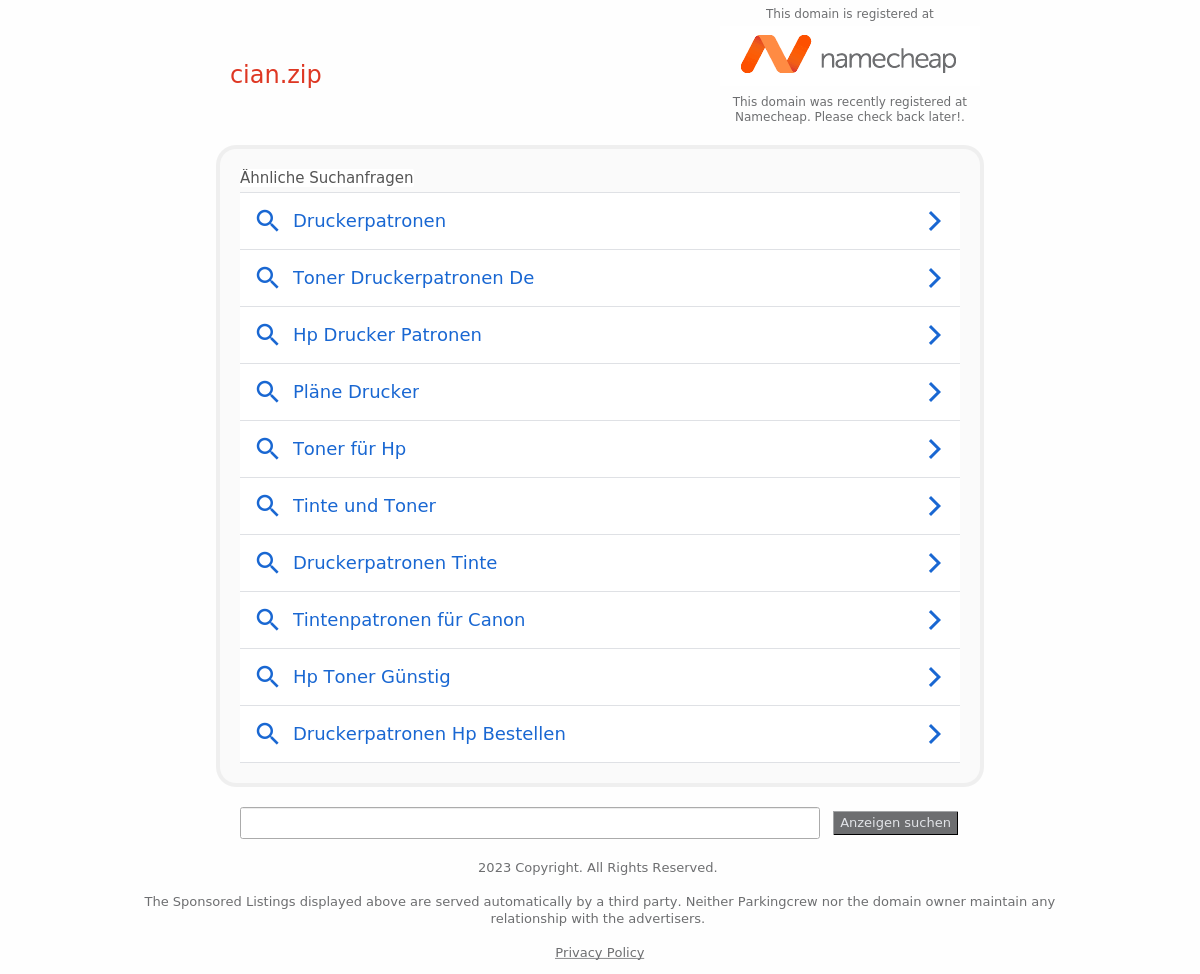 This domain is registered at
namecheap
cian.zip
This domain was recently registered at
Namecheap. Please check back later!.
Ähnliche Suchanfragen
Druckerpatronen
Toner Druckerpatronen De
Hp Drucker Patronen
Pläne Drucker
Toner für Hp
Tinte und Toner
Druckerpatronen Tinte
Tintenpatronen für Canon
Hp Toner Günstig
Druckerpatronen Hp Bestellen
Anzeigen suchen
2023 Copyright. All Rights Reserved.
The Sponsored Listings displayed above are served automatically by a third party. Neither Parkingcrew nor the domain owner maintain any
relationship with the advertisers.
Privacy Policy